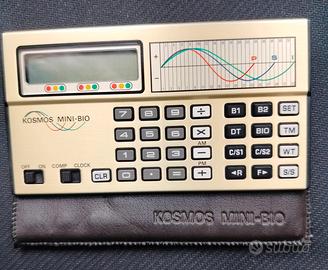 +
-
P S I
KOSMOS MINI-BIO
7 8 9 ÷ B1 B2 SET
4 5 6 × DT BIO TM
AM
1 2 3 - C/S1 C/S2 WT
PM
OFF ON COMP CLOCK
CLR 0 · = + ◄R F► S/S
KOSMOS MINI-BIO
subito